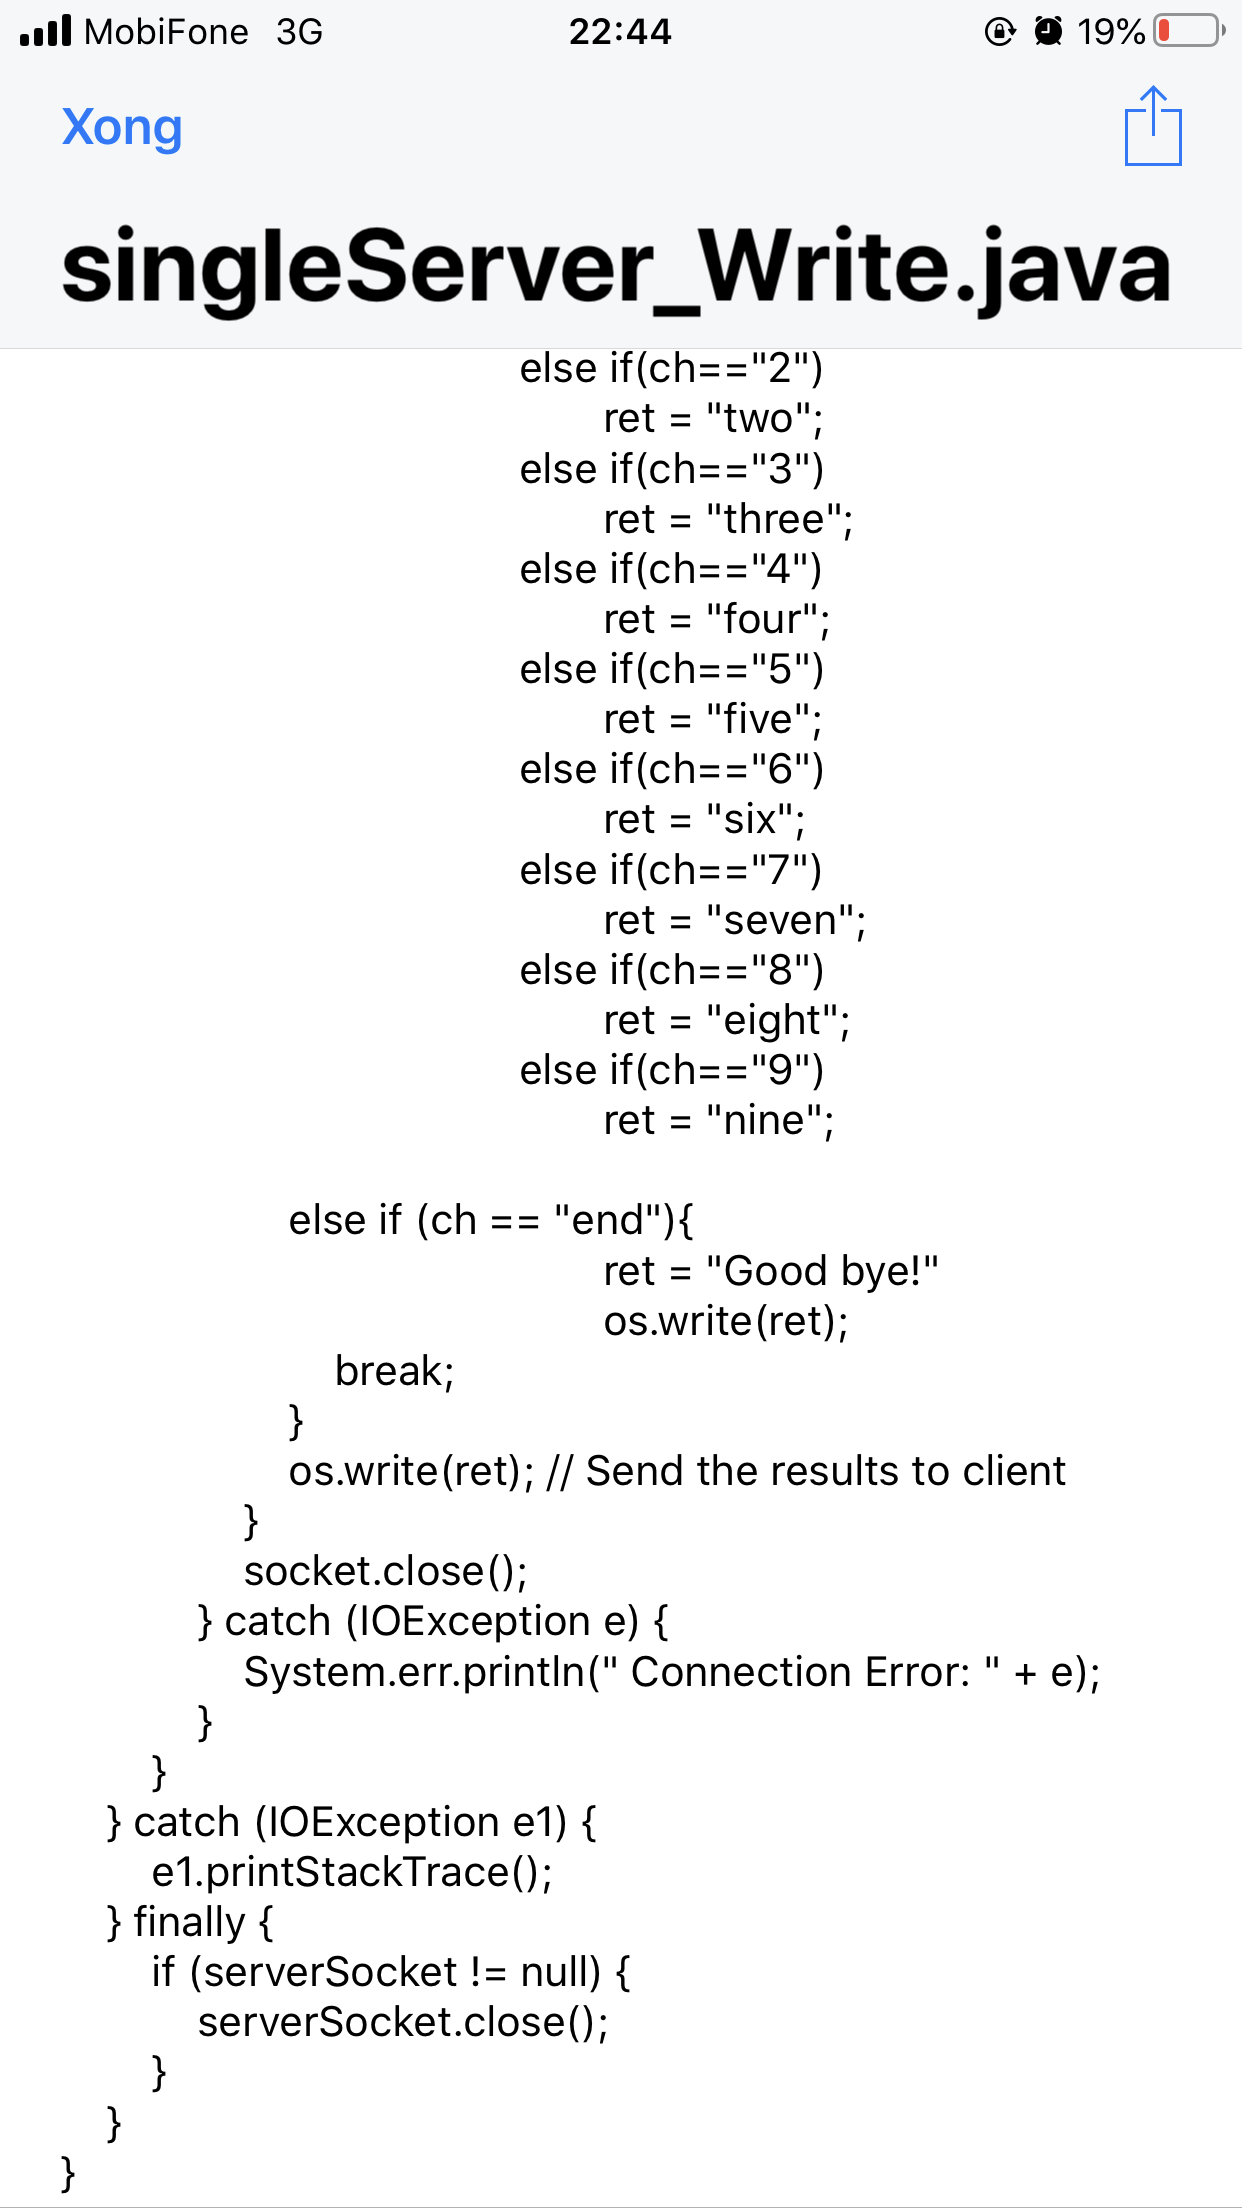 MobiFone 3G 22:44 19%
Xong
singleServer_Write.java
else if(ch=="2")
ret = "two";
else if(ch=="3")
ret = "three";
else if(ch=="4")
ret = "four";
else if(ch=="5")
ret = "five";
else if(ch=="6")
ret = "six";
else if(ch=="7")
ret = "seven";
else if(ch=="8")
ret = "eight";
else if(ch=="9")
ret = "nine";
else if (ch == "end"){
ret = "Good bye!"
os.write(ret);
break;
}
os.write(ret); // Send the results to client
}
socket.close();
} catch (IOException e) {
System.err.println(" Connection Error: " + e);
}
}
} catch (IOException e1) {
e1.printStackTrace();
} finally {
if (serverSocket != null) {
serverSocket.close();
}
}
}